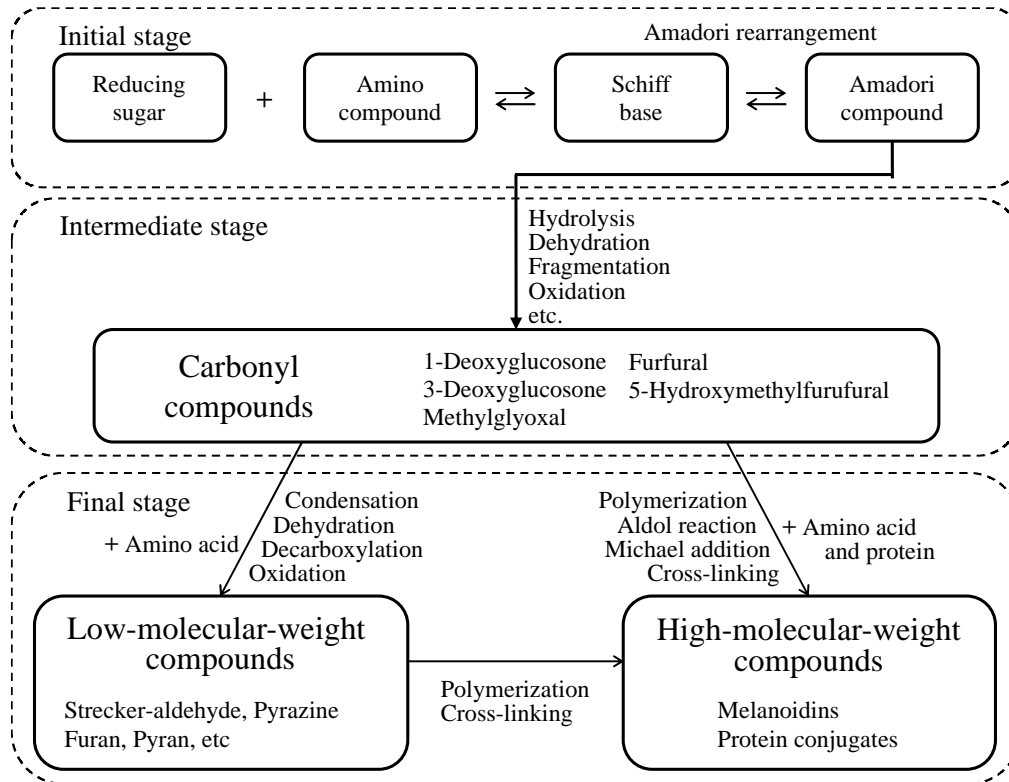 Initial stage
Amadori rearrangement
Reducing
sugar
+
Amino
compound
Schiff
base
Amadori
compound
Intermediate stage
Hydrolysis
Dehydration
Fragmentation
Oxidation
etc.
Carbonyl
compounds
1-Deoxyglucosone
3-Deoxyglucosone
Methylglyoxal
Furfural
5-Hydroxymethylfurufural
Final stage
+ Amino acid
Condensation
Dehydration
Decarboxylation
Oxidation
Polymerization
Aldol reaction
Michael addition
Cross-linking
+ Amino acid
and protein
Low-molecular-weight
compounds
Strecker-aldehyde, Pyrazine
Furan, Pyran, etc
Polymerization
Cross-linking
High-molecular-weight
compounds
Melanoidins
Protein conjugates